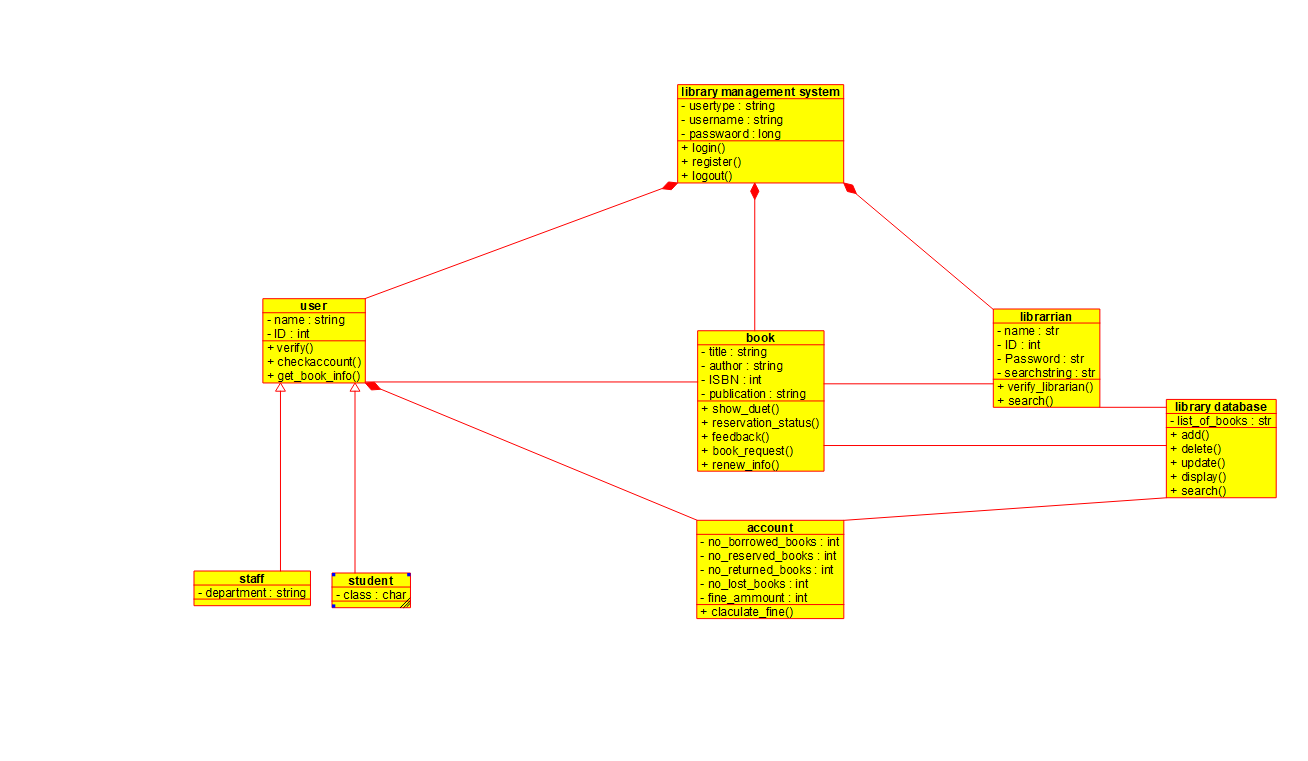 library management system
- usertype : string
- username : string
- passwaord : long
+ login()
+ register()
+ logout()
user
- name : string
- ID : int
+ verify()
+ checkaccount()
+ get_book_info()
book
- title : string
- author : string
- ISBN : int
- publication : string
+ show_duet()
+ reservation_status()
+ feedback()
+ book_request()
+ renew_info()
librarrian
- name : str
- ID : int
- Password : str
- searchstring : str
+ verify_librarian()
+ search()
library database
- list_of_books : str
+ add()
+ delete()
+ update()
+ display()
+ search()
account
- no_borrowed_books : int
- no_reserved_books : int
- no_returned_books : int
- no_lost_books : int
- fine_ammount : int
+ claculate_fine()
staff
- department : string
student
- class : char